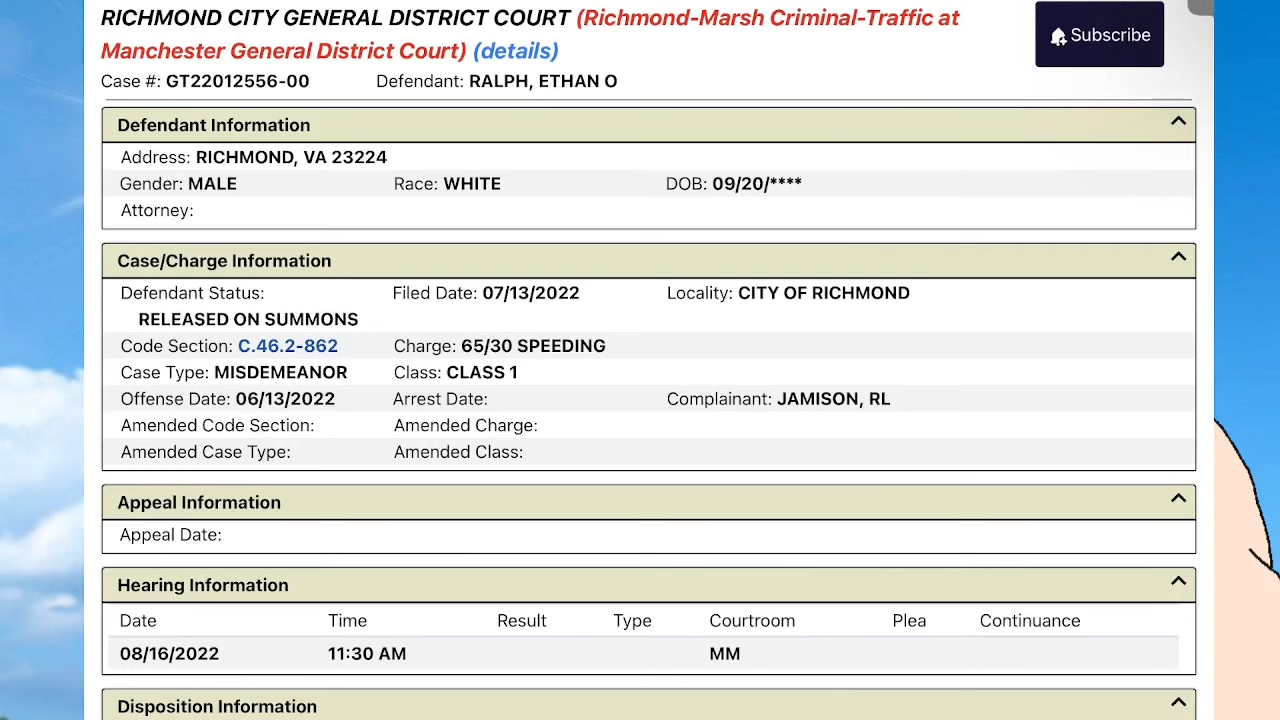 RICHMOND CITY GENERAL DISTRICT COURT (Richmond-Marsh Criminal-Traffic at
Manchester General District Court) (details)
Subscribe
Case #: GT22012556-00 Defendant: RALPH, ETHAN O
Defendant Information
Address: RICHMOND, VA 23224
Gender: MALE Race: WHITE DOB: 09/20/****
Attorney:
Case/Charge Information
Defendant Status: Filed Date: 07/13/2022 Locality: CITY OF RICHMOND
RELEASED ON SUMMONS
Code Section: C.46.2-862 Charge: 65/30 SPEEDING
Case Type: MISDEMEANOR Class: CLASS 1
Offense Date: 06/13/2022 Arrest Date: Complainant: JAMISON, RL
Amended Code Section: Amended Charge:
Amended Case Type: Amended Class:
Appeal Information
Appeal Date:
Hearing Information
Date Time Result Type Courtroom Plea Continuance
08/16/2022 11:30 AM MM
Disposition Information